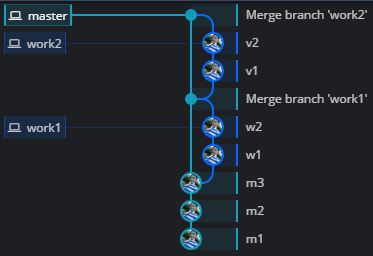 master Merge branch 'work2'
work2 v2
v1
Merge branch 'work1'
work1 w2
w1
m3
m2
m1